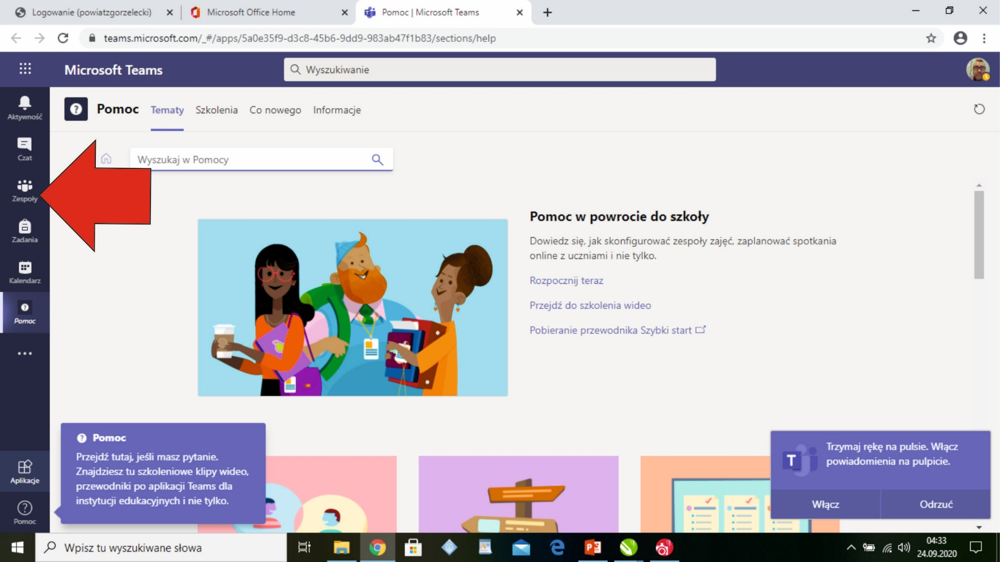 Logowanie (powiatzgorzelecki)
Microsoft Office Home
Pomoc | Microsoft Teams
teams.microsoft.com/_#/apps/5a0e35f9-d3c8-45b6-9dd9-983ab47f1b83/sections/help
Microsoft Teams
Wyszukiwanie
Aktywność
Czat
Zespoły
Zadania
Kalendarz
Pomoc
Aplikacje
Pomoc
Pomoc
Tematy
Szkolenia
Co nowego
Informacje
Wyszukaj w Pomocy
Pomoc w powrocie do szkoły
Dowiedz się, jak skonfigurować zespoły zajęć, zaplanować spotkania
online z uczniami i nie tylko.
Rozpocznij teraz
Przejdź do szkolenia wideo
Pobieranie przewodnika Szybki start
Pomoc
Przejdź tutaj, jeśli masz pytanie.
Znajdziesz tu szkoleniowe klipy wideo,
przewodniki po aplikacji Teams dla
instytucji edukacyjnych i nie tylko.
Trzymaj rękę na pulsie. Włącz
powiadomienia na pulpicie.
Włącz
Odrzuć
Wpisz tu wyszukiwane słowa
04:33
24.09.2020